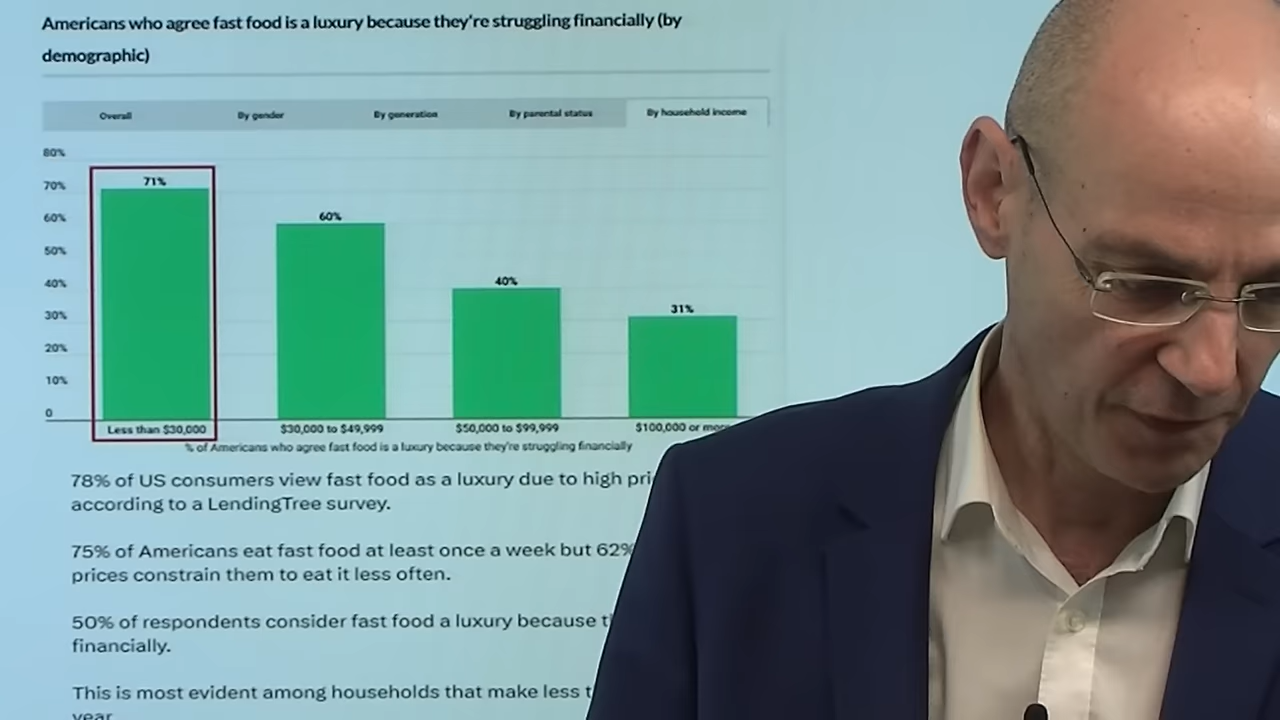 Americans who agree fast food is a luxury because they're struggling financially (by
demographic)
Overall
By gender
By generation
By parental status
By household income
80%
70%
60%
50%
40%
30%
20%
10%
0
71%
60%
40%
31%
Less than $30,000
$30,000 to $49,999
$50,000 to $99,999
$100,000 or
% of Americans who agree fast food is a luxury because they're struggling financially
78% of US consumers view fast food as a luxury due to high
according to a LendingTree survey.
75% of Americans eat fast food at least once a week but 62%
prices constrain them to eat it less often.
50% of respondents consider fast food a luxury because
financially.
This is most evident among households that make less
year